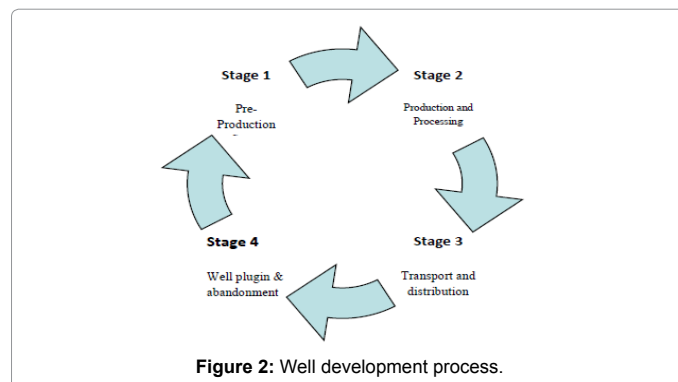 Stage 1
Pre-
Production
Stage 2
Production and
Processing
Stage 3
Transport and
distribution
Stage 4
Well plugin &
abandonment
Figure 2: Well development process.